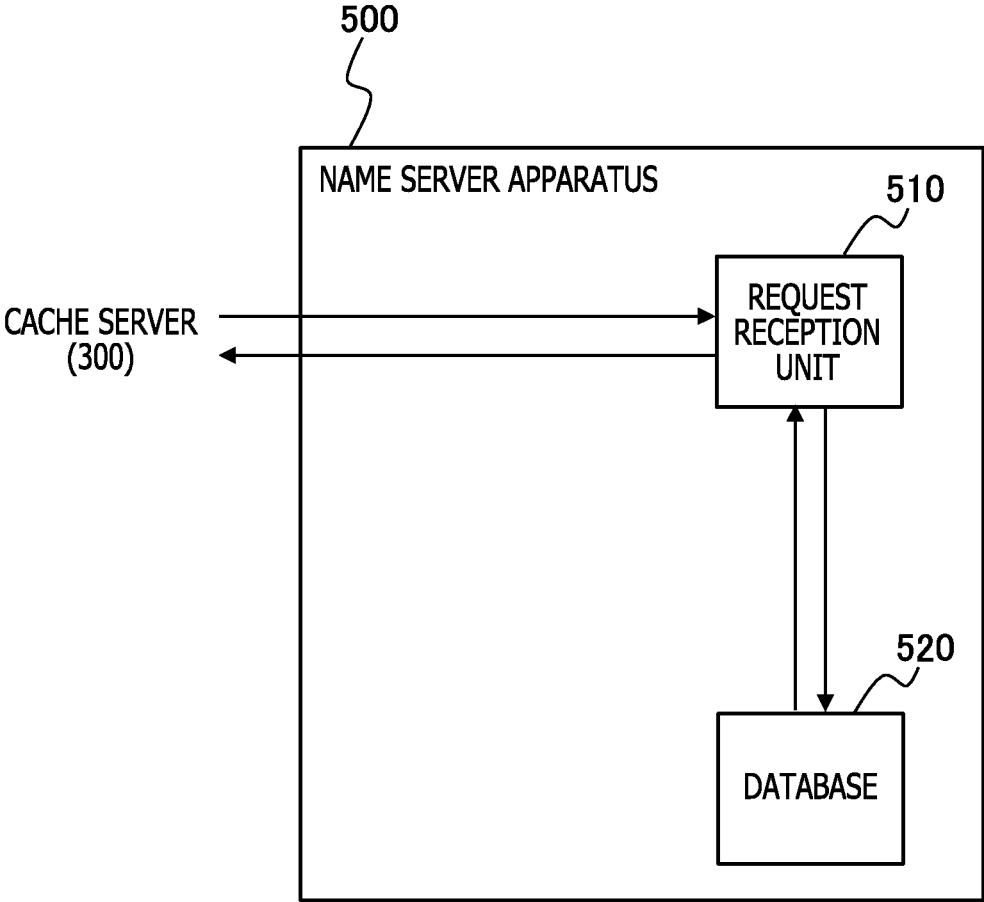 500
NAME SERVER APPARATUS
510
REQUEST
RECEPTION
UNIT
CACHE SERVER
(300)
520
DATABASE